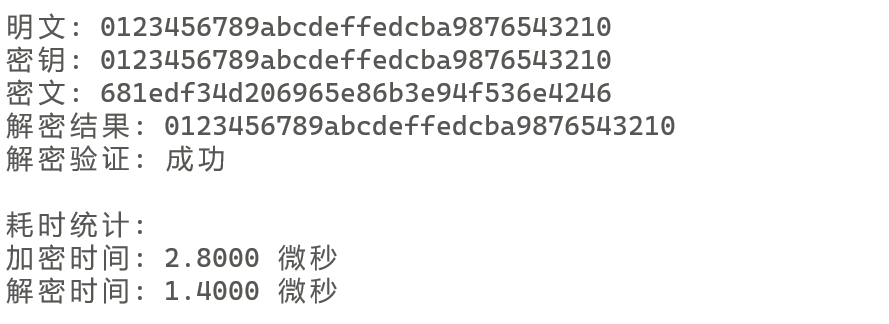 明文: 0123456789abcdeffedcba9876543210
密钥: 0123456789abcdeffedcba9876543210
密文: 681edf34d206965e86b3e94f536e4246
解密结果: 0123456789abcdeffedcba9876543210
解密验证: 成功
耗时统计:
加密时间: 2.8000 微秒
解密时间: 1.4000 微秒